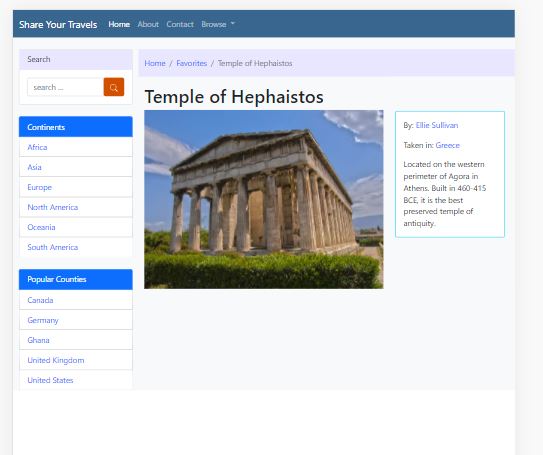 Share Your Travels Home About Contact Browse
Search
search ...
Continents
Africa
Asia
Europe
North America
Oceania
South America
Popular Counties
Canada
Germany
Ghana
United Kingdom
United States
Home / Favorites / Temple of Hephaistos
Temple of Hephaistos
By: Ellie Sullivan
Taken in: Greece
Located on the western
perimeter of Agora in
Athens. Built in 460-415
BCE, it is the best
preserved temple of
antiquity.